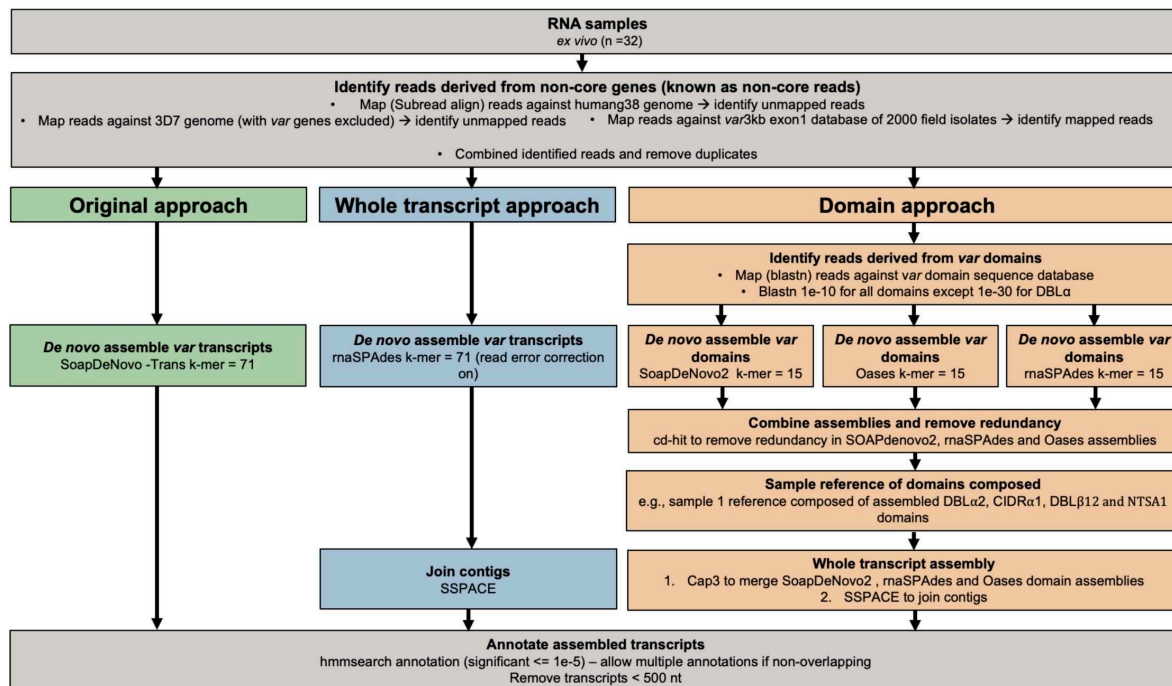 RNA samples
ex vivo (n =32)
Identify reads derived from non-core genes (known as non-core reads)
• Map (Subread align) reads against humang38 genome → identify unmapped reads
• Map reads against 3D7 genome (with var genes excluded) → identify unmapped reads • Map reads against var3kb exon1 database of 2000 field isolates → identify mapped reads
• Combined identified reads and remove duplicates
Original approach
Whole transcript approach
Domain approach
Identify reads derived from var domains
• Map (blastn) reads against var domain sequence database
• Blastn 1e-10 for all domains except 1e-30 for DBLα
De novo assemble var transcripts
SoapDeNovo -Trans k-mer = 71
De novo assemble var transcripts
rnaSPAdes k-mer = 71 (read error correction
on)
De novo assemble var
domains
SoapDeNovo2 k-mer = 15
De novo assemble var
domains
Oases k-mer = 15
De novo assemble var
domains
rnaSPAdes k-mer = 15
Combine assemblies and remove redundancy
cd-hit to remove redundancy in SOAPdenovo2, rnaSPAdes and Oases assemblies
Sample reference of domains composed
e.g., sample 1 reference composed of assembled DBLα2, CIDRα1, DBLβ12 and NTSA1
domains
Join contigs
SSPACE
Whole transcript assembly
1. Cap3 to merge SoapDeNovo2 , rnaSPAdes and Oases domain assemblies
2. SSPACE to join contigs
Annotate assembled transcripts
hmmsearch annotation (significant <= 1e-5) – allow multiple annotations if non-overlapping
Remove transcripts < 500 nt